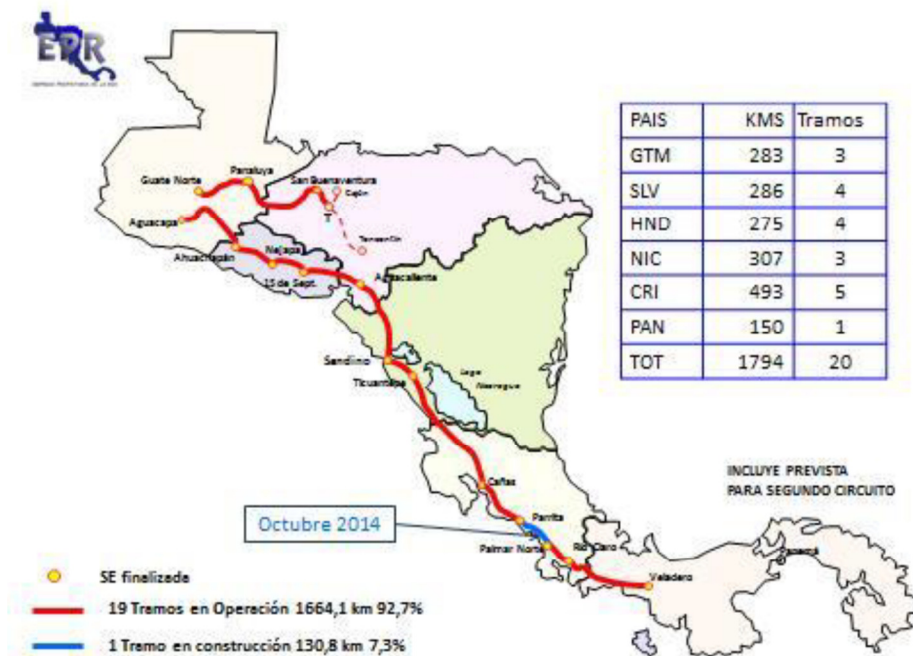 EPR
PAIS KMS Tramos
GTM 283 3
SLV 286 4
HND 275 4
NIC 307 3
CRI 493 5
PAN 150 1
TOT 1794 20
Panaluya
Guate Norte
San Buenaventura
Cajón
Aguacapa
T
Ahuachapán
Nejapa
15 de Sept.
Aguacaliente
Sandino
Ticuantepe
Lago
Nicaragua
Cañas
Parrita
Palmar Norte
Rio Claro
Veladero
Panamá
INCLUYE PREVISTA
PARA SEGUNDO CIRCUITO
Octubre 2014
SE finalizada
19 Tramos en Operación 1664,1 km 92,7%
1 Tramo en construcción 130,8 km 7,3%